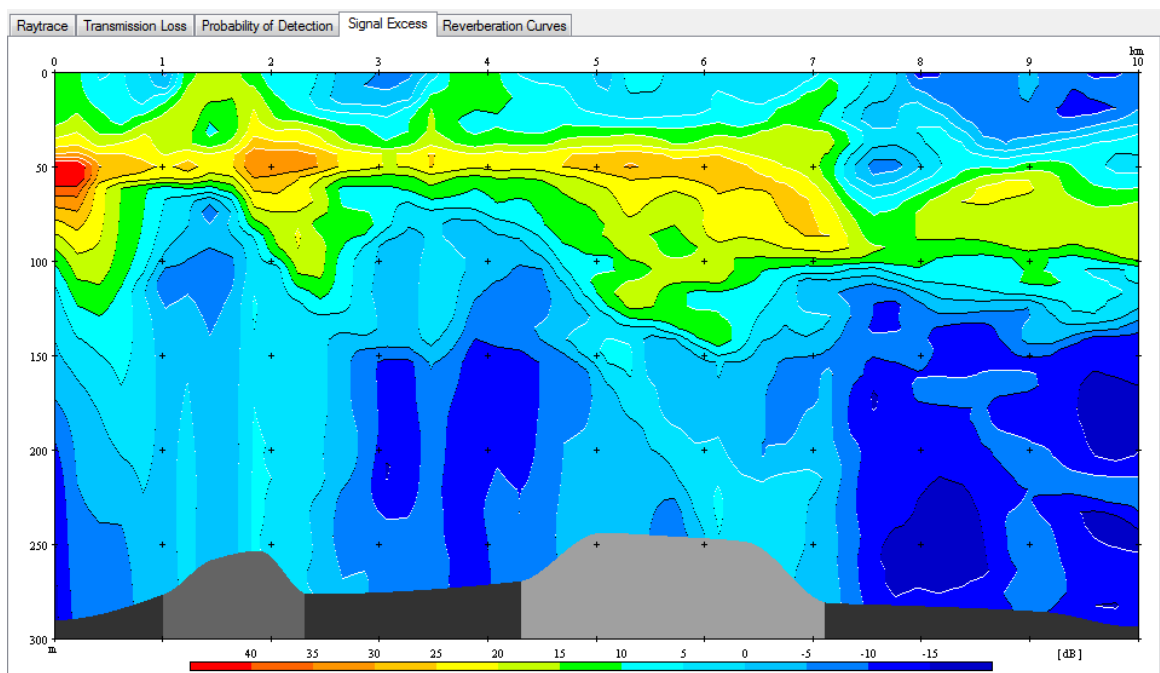 Raytrace Transmission Loss Probability of Detection Signal Excess Reverberation Curves
km
0 1 2 3 4 5 6 7 8 9 10
0
50
100
150
200
250
300
m
40 35 30 25 20 15 10 5 0 -5 -10 -15 [dB]